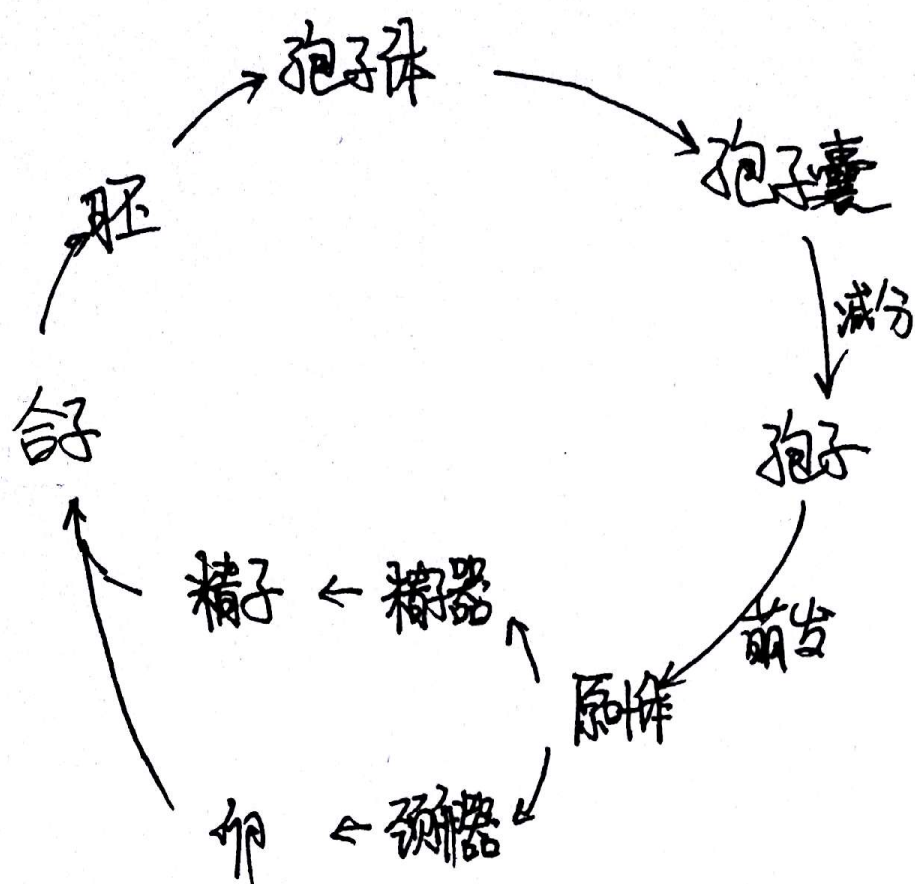 孢子体
孢子囊
胚
减分
合子
孢子
精子 ← 精子器
萌发
原叶体
卵 ← 颈卵器